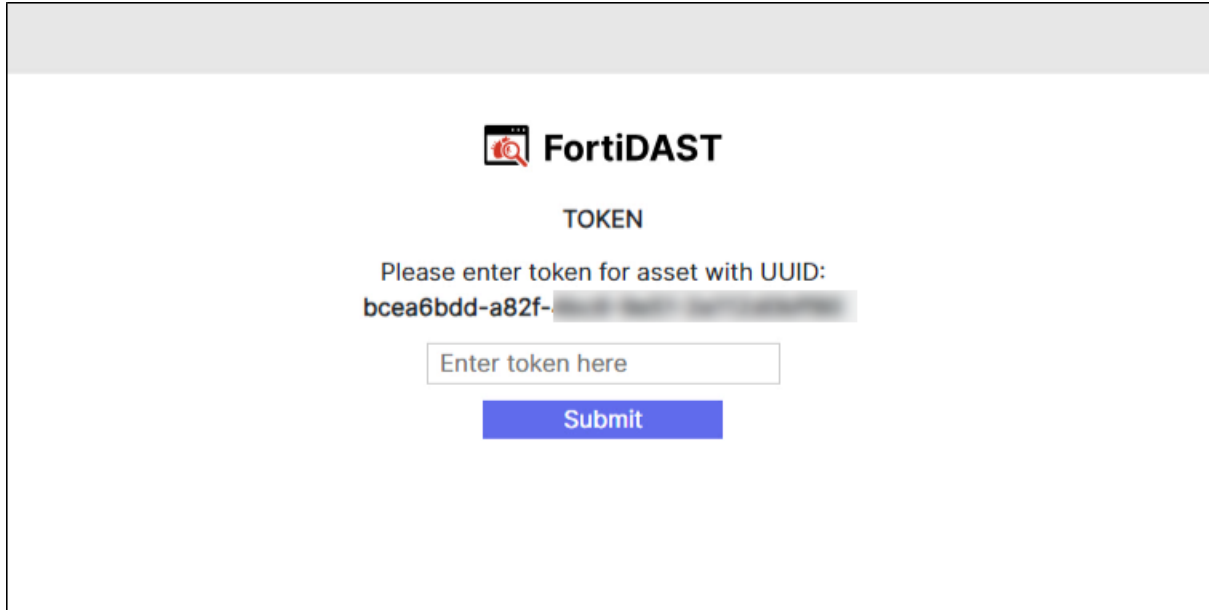 FortiDAST
TOKEN
Please enter token for asset with UUID:
bcea6bdd-a82f-
Enter token here
Submit